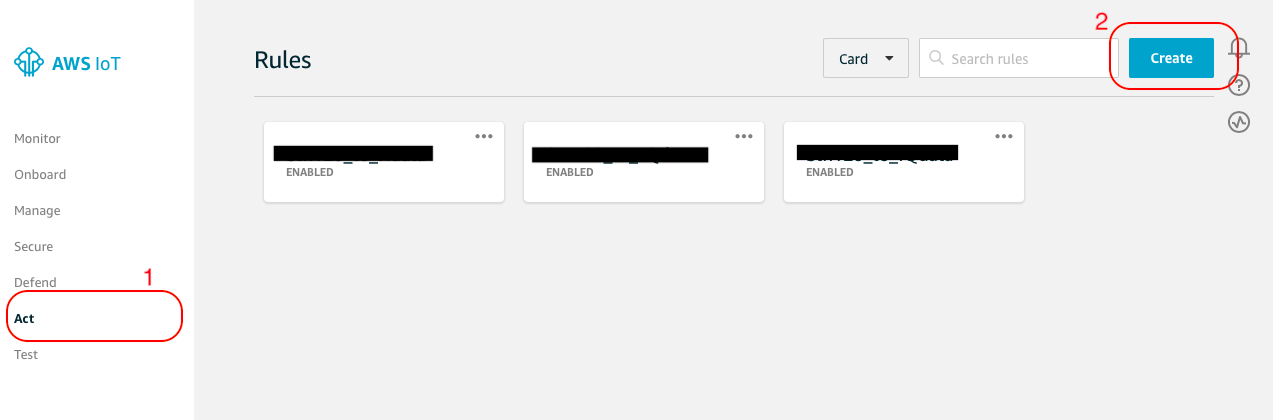 AWS IoT
Monitor
Onboard
Manage
Secure
Defend
1
Act
Test
Rules
Card
Search rules
2
Create
?
ENABLED
ENABLED
ENABLED